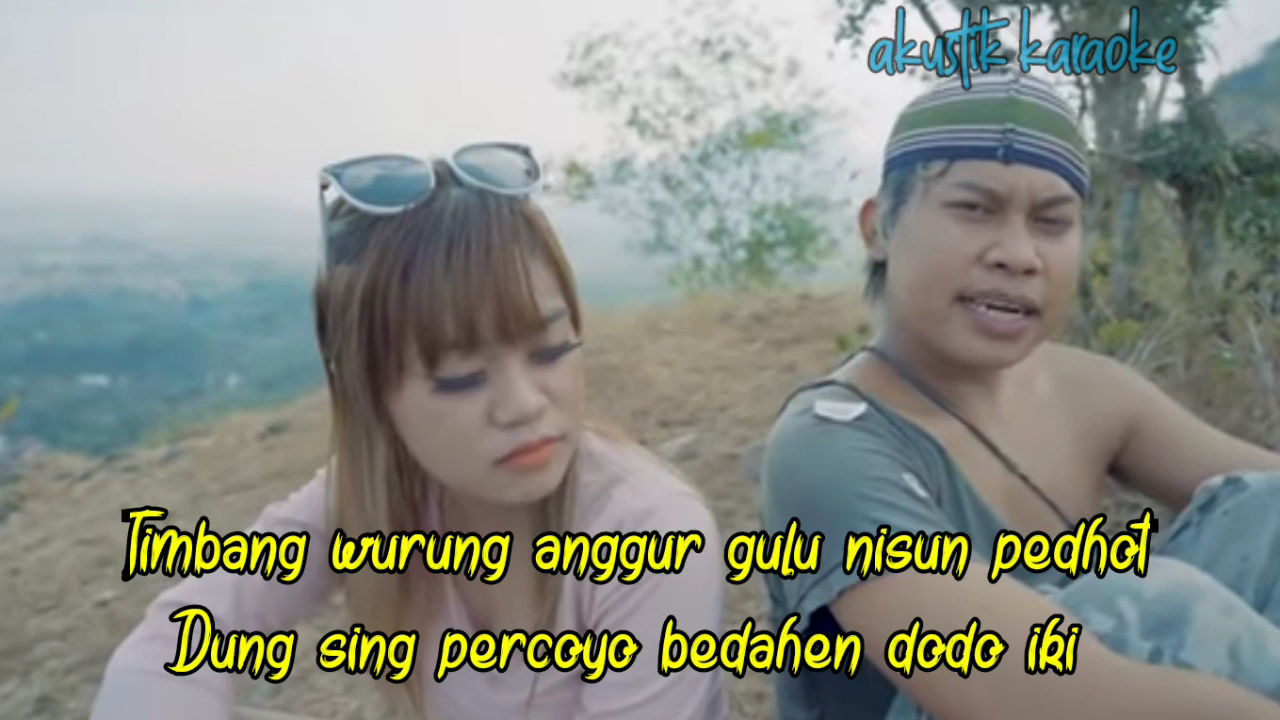 akustik karaoke
Timbang wurung anggur gulu nisun pedhot
Dung sing percoyo bedahen dodo iki